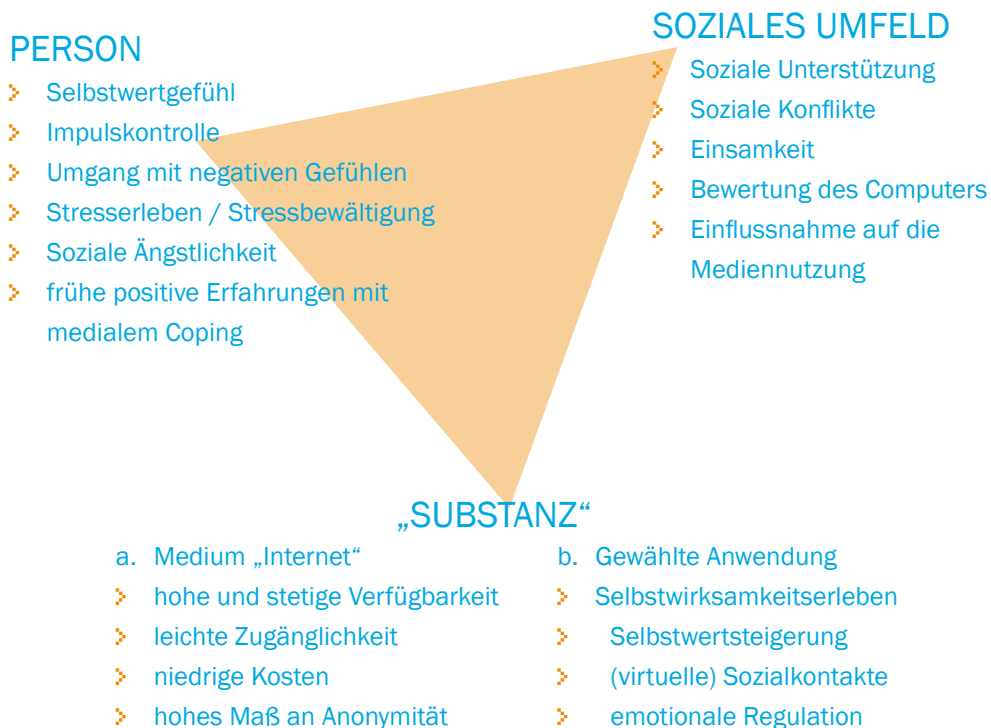 PERSON
Selbstwertgefühl
Impulskontrolle
Umgang mit negativen Gefühlen
Stresserleben / Stressbewältigung
Soziale Ängstlichkeit
frühe positive Erfahrungen mit
medialem Coping
SOZIALES UMFELD
Soziale Unterstützung
Soziale Konflikte
Einsamkeit
Bewertung des Computers
Einflussnahme auf die
Mediennutzung
„SUBSTANZ“
a. Medium „Internet“
hohe und stetige Verfügbarkeit
leichte Zugänglichkeit
niedrige Kosten
hohes Maß an Anonymität
b. Gewählte Anwendung
Selbstwirksamkeitserleben
Selbstwertsteigerung
(virtuelle) Sozialkontakte
emotionale Regulation